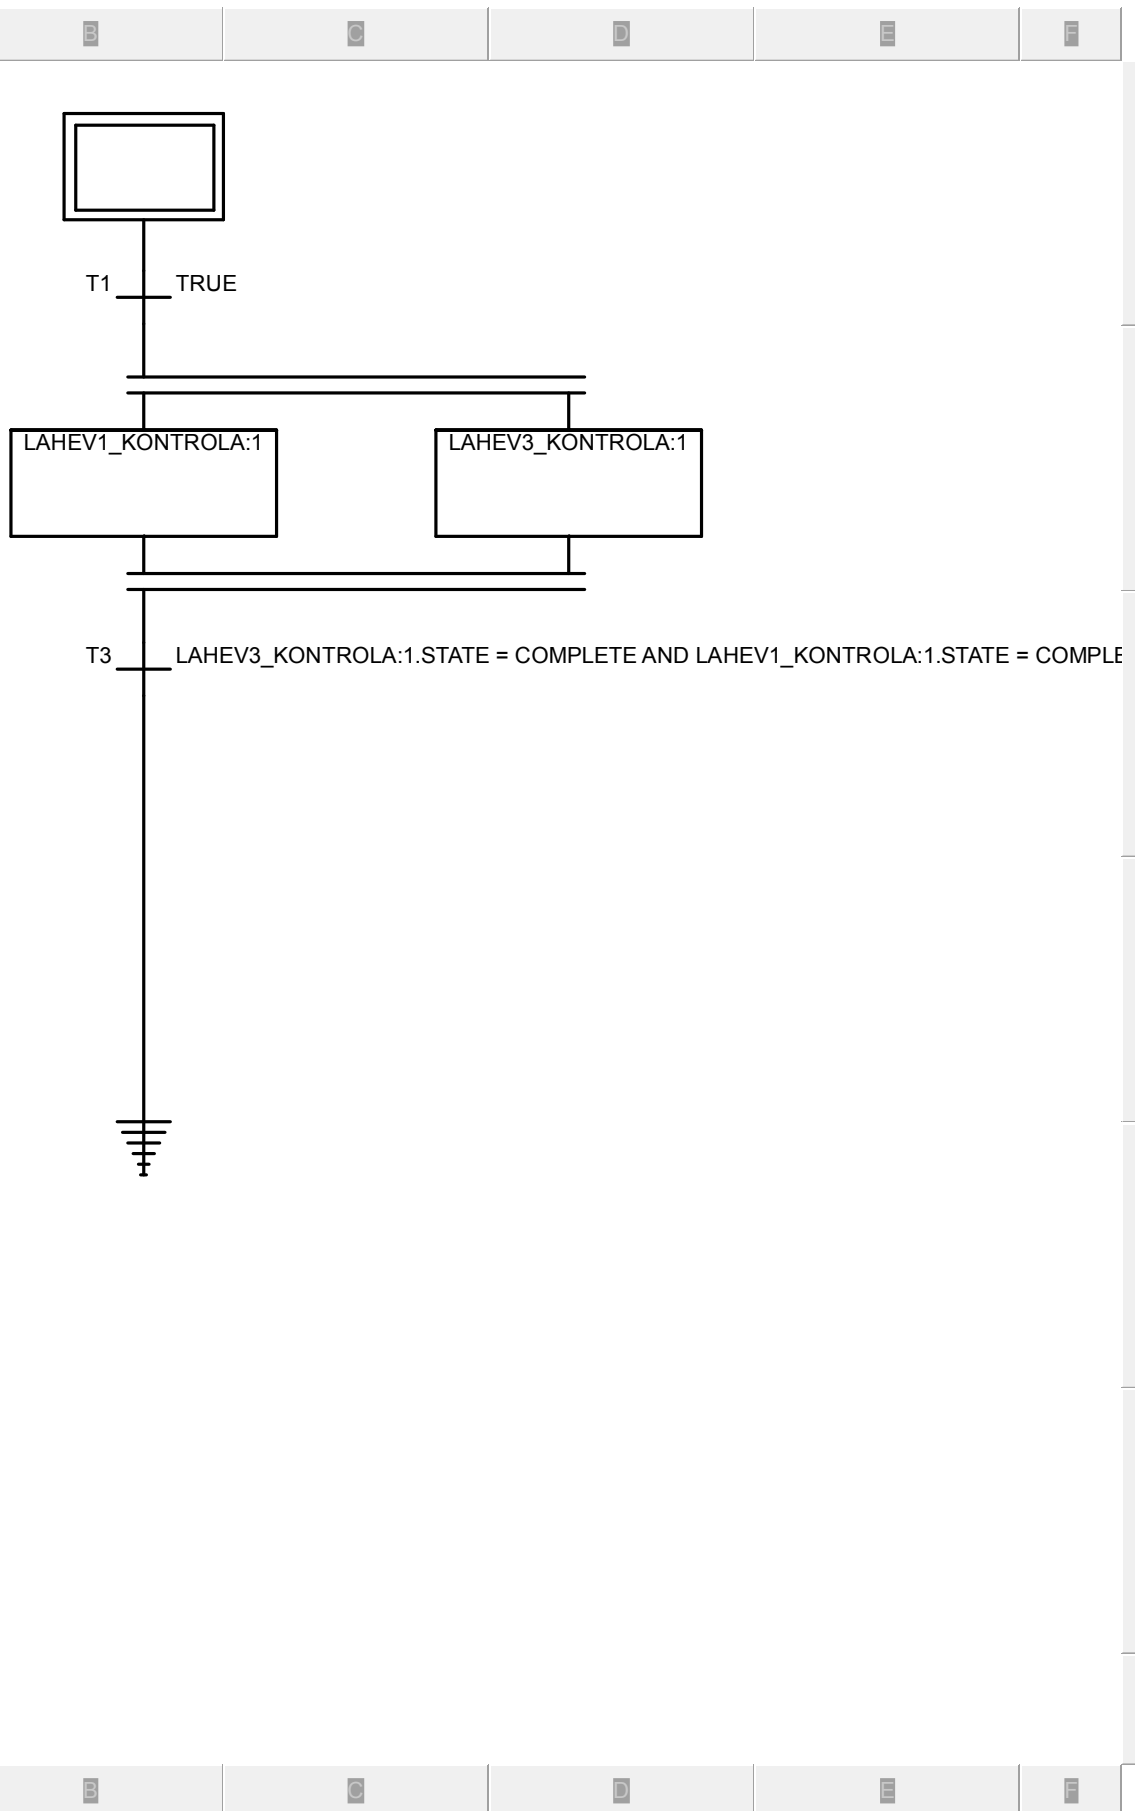 B C D E F
T1 TRUE
LAHEV1_KONTROLA:1 LAHEV3_KONTROLA:1
T3 LAHEV3_KONTROLA:1.STATE = COMPLETE AND LAHEV1_KONTROLA:1.STATE = COMPLE
B C D E F